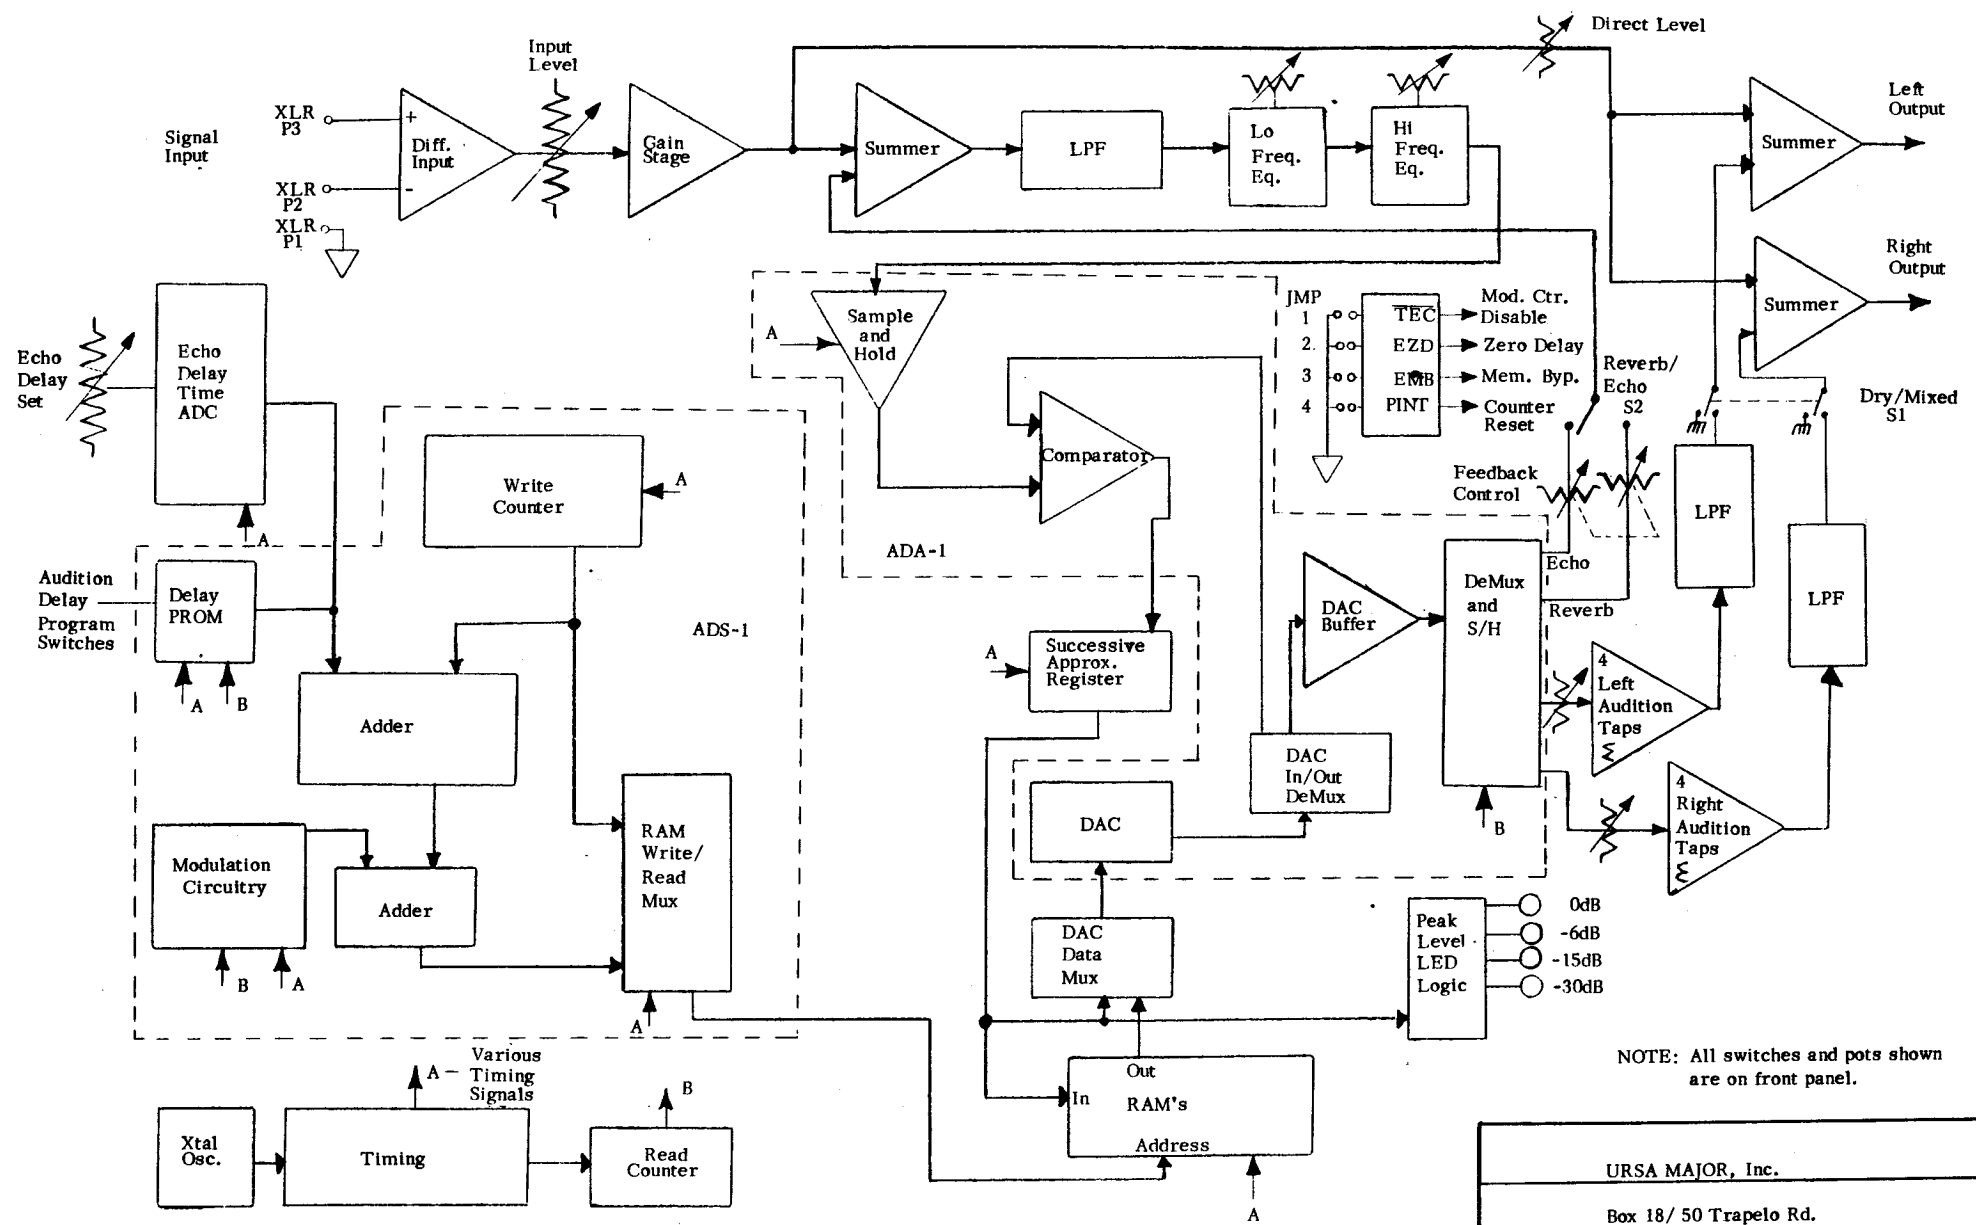 Direct Level
Input
Level
Signal
Input
XLR
P3
XLR
P2
XLR
P1
+
-
Diff.
Input
Gain
Stage
Summer
LPF
Lo
Freq.
Eq.
Hi
Freq.
Eq.
Summer
Left
Output
Summer
Right
Output
Echo
Delay
Set
Echo
Delay
Time
ADC
A
Sample
and
Hold
A
JMP
1
2.
3
4
TEC
EZD
EMB
PINT
Mod. Ctr.
Disable
Zero Delay
Mem. Byp.
Counter
Reset
Reverb/
Echo
S2
Dry/Mixed
S1
Feedback
Control
Write
Counter
A
Comparator
ADA-1
LPF
LPF
Audition
Delay
Program
Switches
Delay
PROM
A
B
ADS-1
Adder
Successive
Approx.
Register
A
DAC
Buffer
DeMux
and
S/H
Echo
Reverb
B
4
Left
Audition
Taps
Σ
4
Right
Audition
Taps
Σ
DAC
In/Out
DeMux
DAC
Modulation
Circuitry
B
A
Adder
RAM
Write/
Read
Mux
A
DAC
Data
Mux
Peak
Level
LED
Logic
0dB
-6dB
-15dB
-30dB
A - Various
Timing
Signals
B
Xtal
Osc.
Timing
Read
Counter
Out
In
RAM's
Address
A
NOTE: All switches and pots shown
are on front panel.
URSA MAJOR, Inc.
Box 18/ 50 Trapelo Rd.